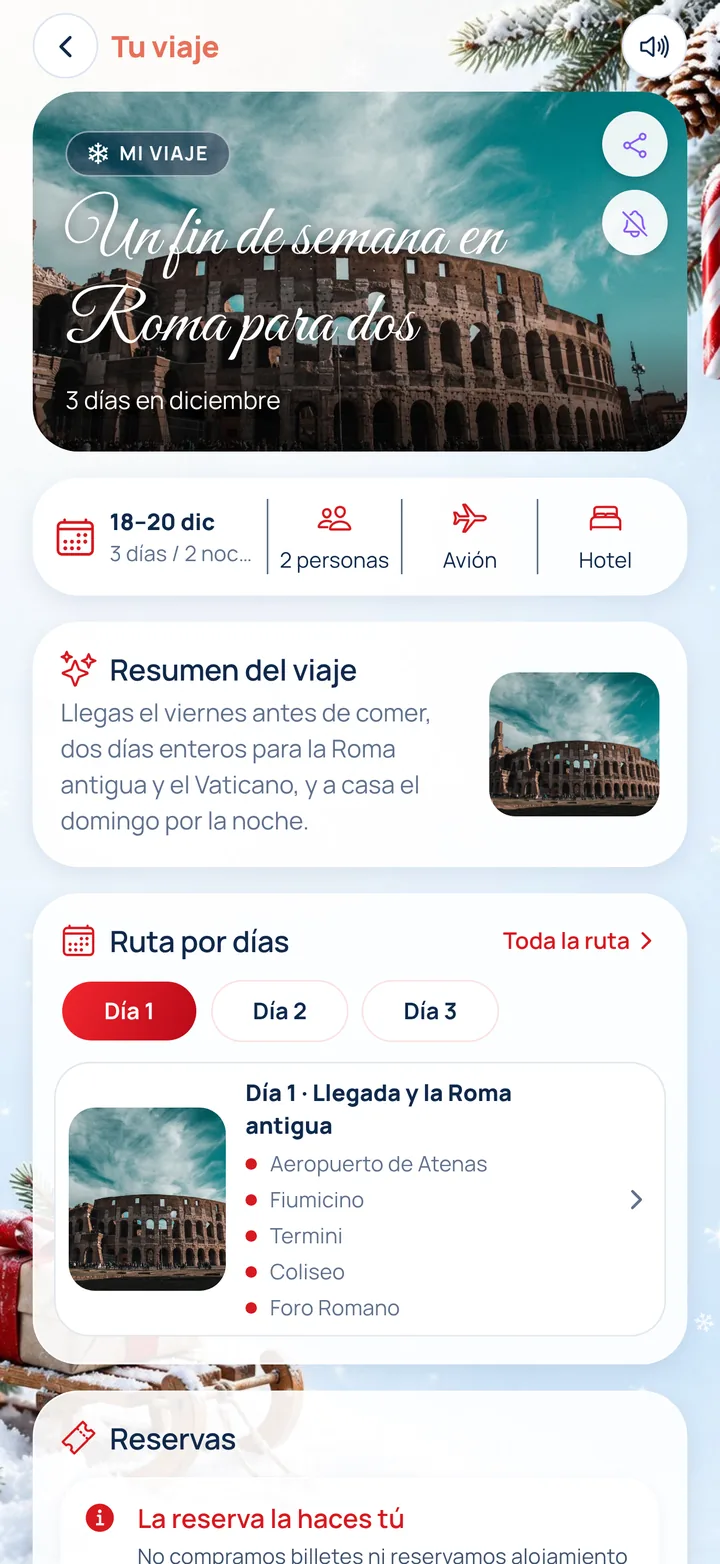 Tu viaje
MI VIAJE
Un fin de semana en
Roma para dos
3 días en diciembre
18–20 dic
3 días / 2 noc...
2 personas
Avión
Hotel
Resumen del viaje
Llegas el viernes antes de comer,
dos días enteros para la Roma
antigua y el Vaticano, y a casa el
domingo por la noche.
Ruta por días
Toda la ruta
Día 1
Día 2
Día 3
Día 1 · Llegada y la Roma
antigua
Aeropuerto de Atenas
Fiumicino
Termini
Coliseo
Foro Romano
Reservas
La reserva la haces tú
No compramos billetes ni reservamos alojamiento